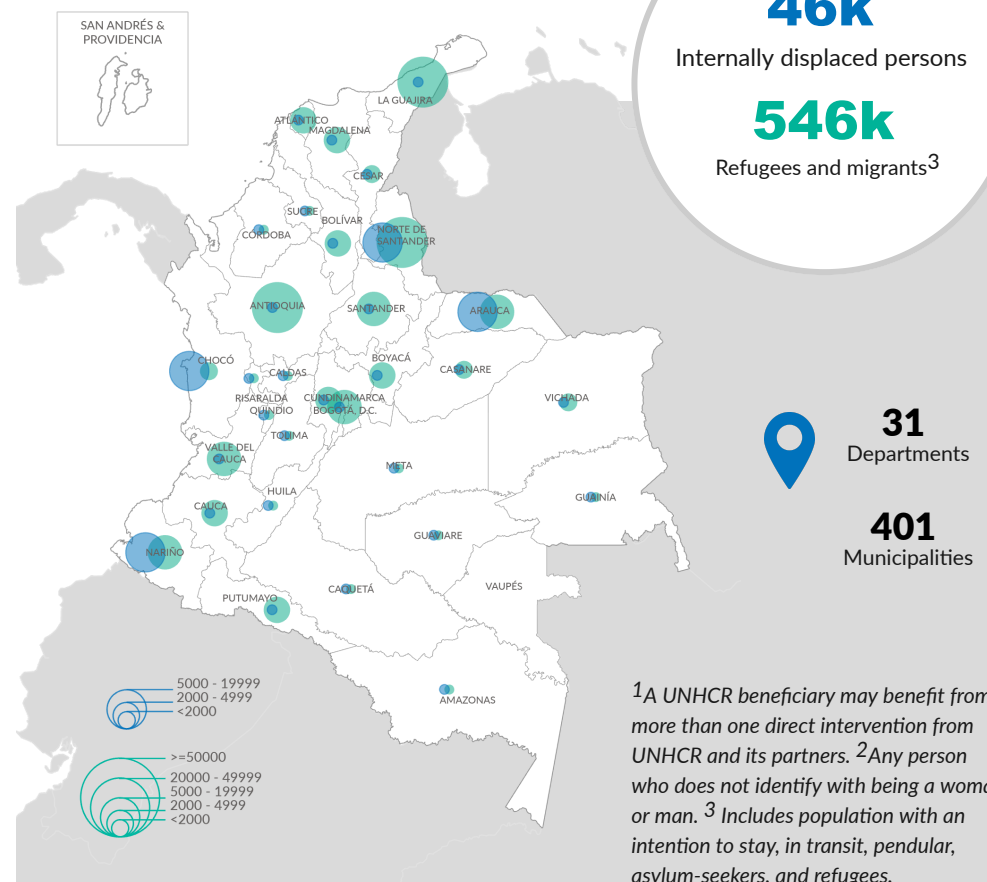 SAN ANDRÉS &
PROVIDENCIA
46k
Internally displaced persons
546k
Refugees and migrants3
LA GUAJIRA
ATLÁNTICO
MAGDALENA
CESAR
SUCRE
BOLÍVAR
CÓRDOBA
NORTE DE
SANTANDER
ANTIOQUIA
SANTANDER
ARAUCA
CHOCÓ
BOYACÁ
CALDAS
CASANARE
RISARALDA
CUNDINAMARCA
VICHADA
QUINDIO
BOGOTÁ, D.C.
TOLIMA
VALLE DEL
CAUCA
META
HUILA
GUAINÍA
CAUCA
GUAVIARE
NARIÑO
CAQUETÁ
VAUPÉS
PUTUMAYO
AMAZONAS
31
Departments
401
Municipalities
5000 - 19999
2000 - 4999
<2000
>=50000
20000 - 49999
5000 - 19999
2000 - 4999
<2000
1A UNHCR beneficiary may benefit from
more than one direct intervention from
UNHCR and its partners. 2Any person
who does not identify with being a woma
or man. 3 Includes population with an
intention to stay, in transit, pendular,
asylum-seekers, and refugees.